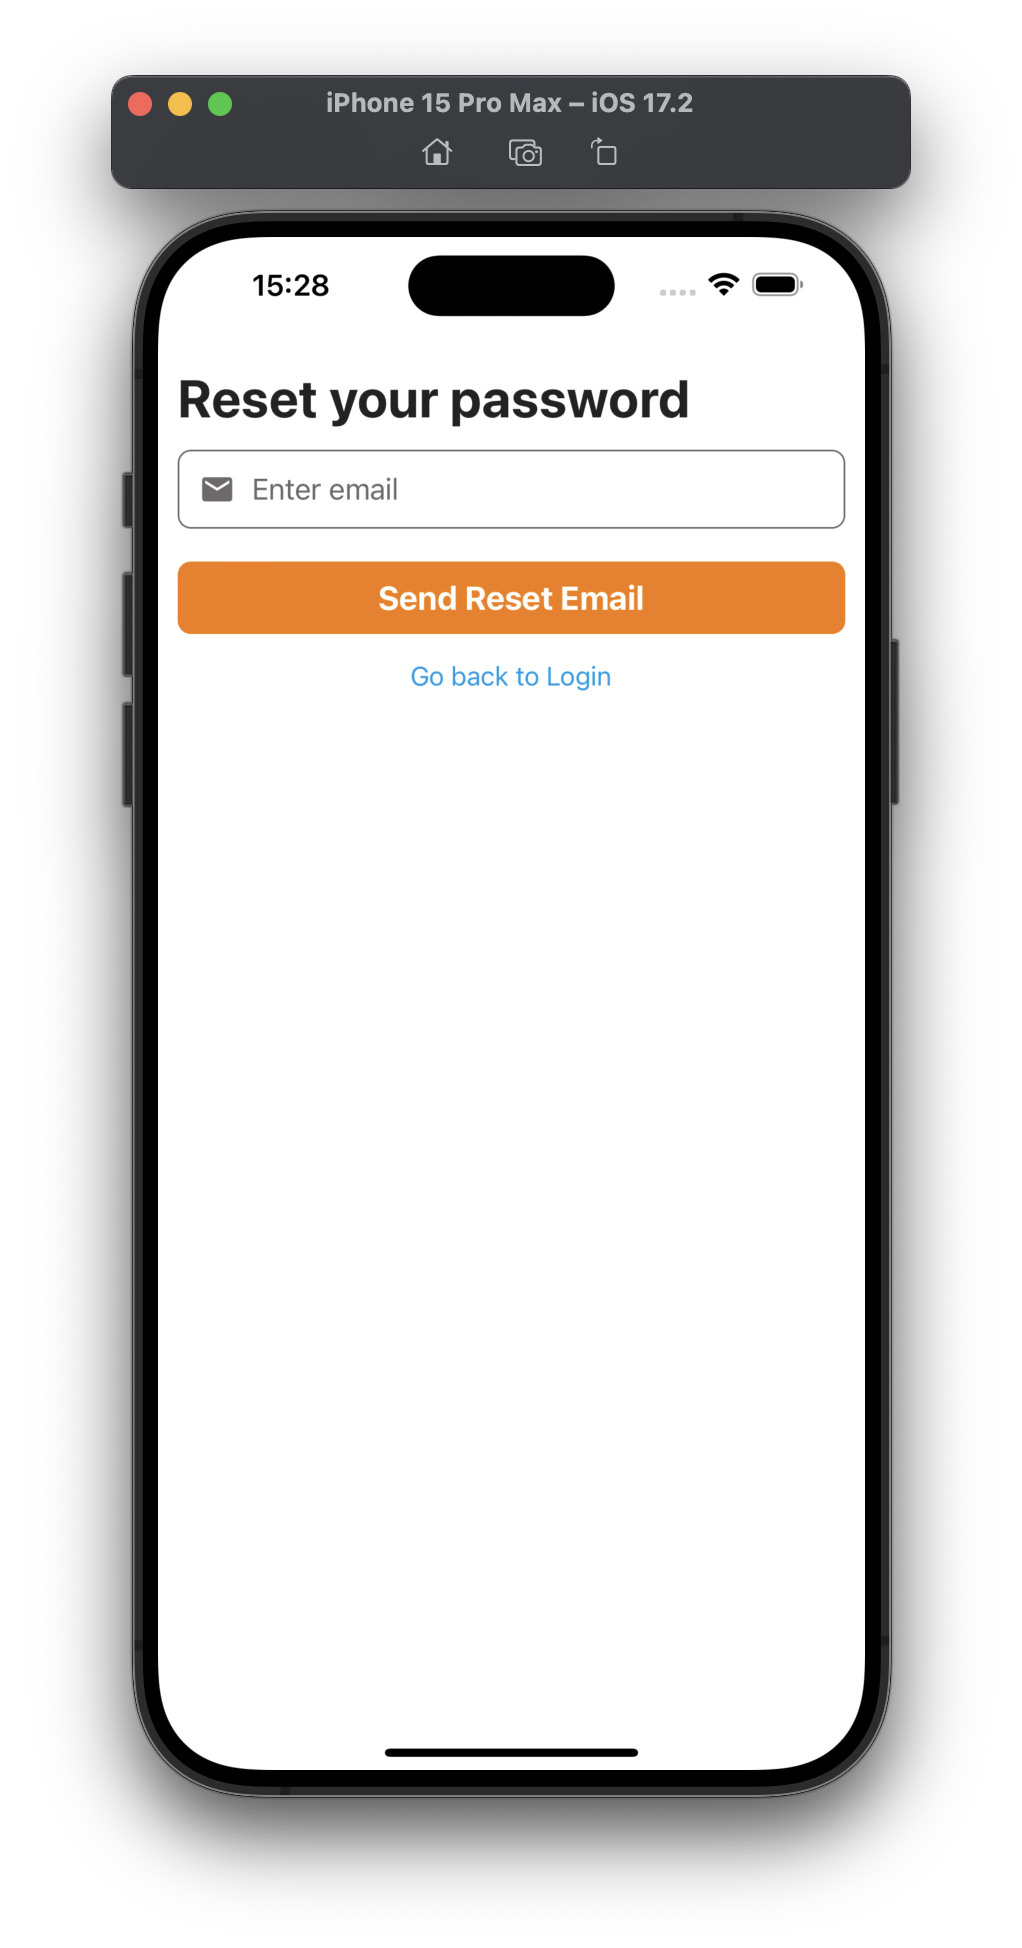 iPhone 15 Pro Max – iOS 17.2
15:28
Reset your password
Enter email
Send Reset Email
Go back to Login